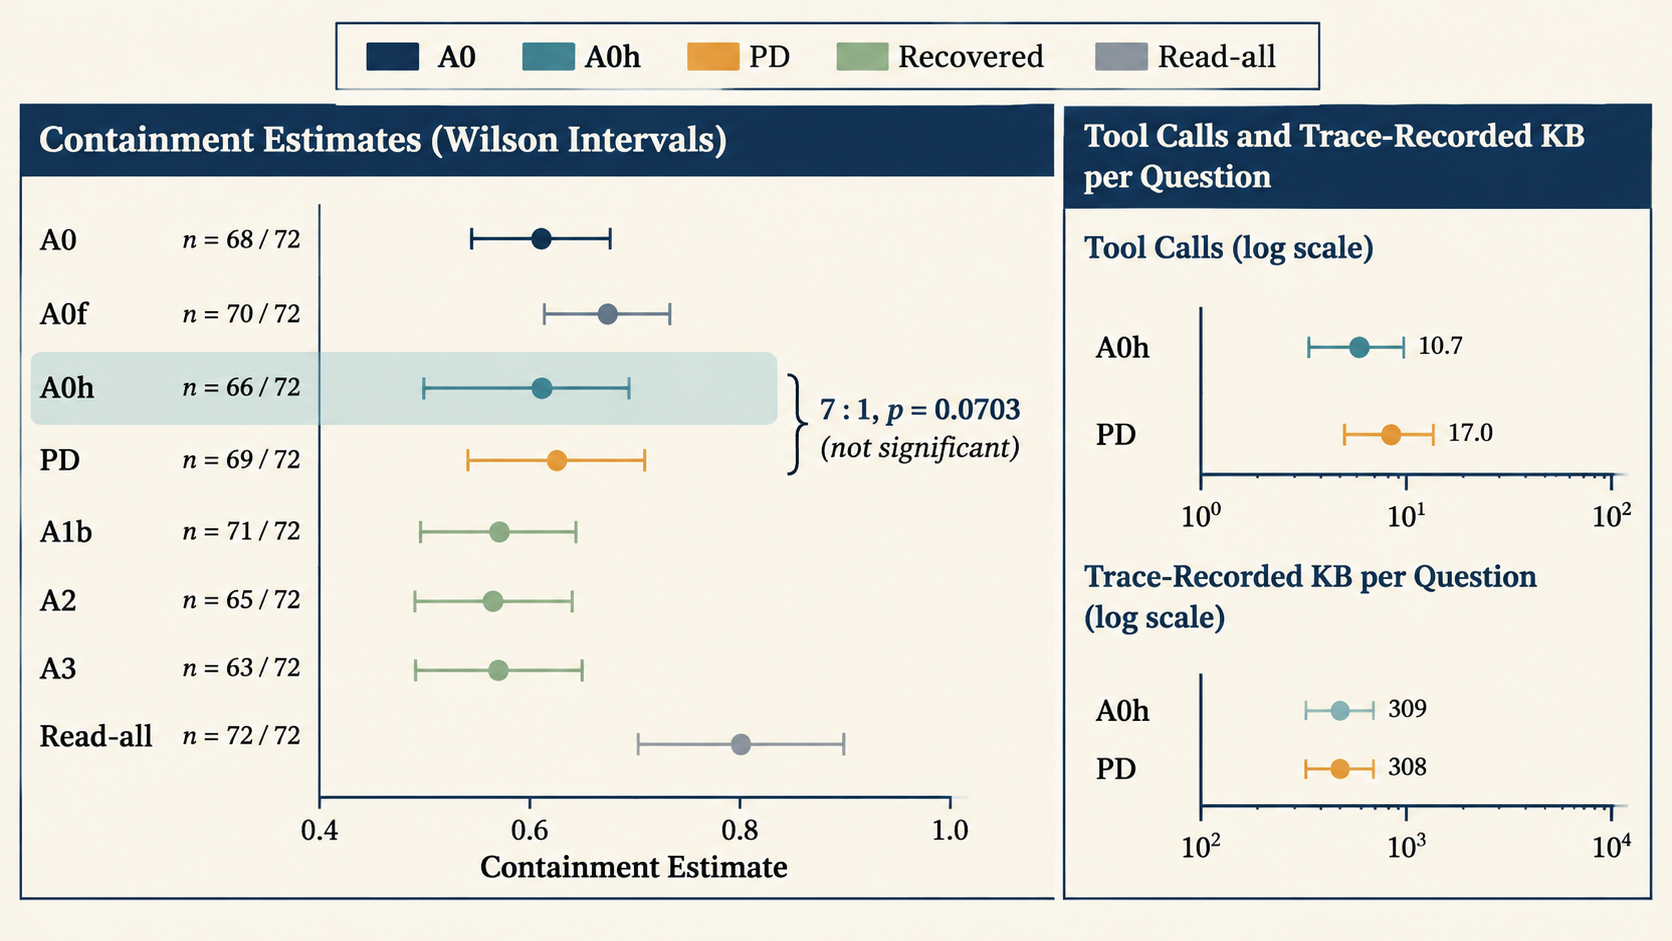 A0 A0h PD Recovered Read-all
Containment Estimates (Wilson Intervals)
A0 n = 68 / 72
A0f n = 70 / 72
A0h n = 66 / 72
PD n = 69 / 72
A1b n = 71 / 72
A2 n = 65 / 72
A3 n = 63 / 72
Read-all n = 72 / 72
7 : 1, p = 0.0703
(not significant)
0.4 0.6 0.8 1.0
Containment Estimate
Tool Calls and Trace-Recorded KB
per Question
Tool Calls (log scale)
A0h 10.7
PD 17.0
10⁰ 10¹ 10²
Trace-Recorded KB per Question
(log scale)
A0h 309
PD 308
10² 10³ 10⁴